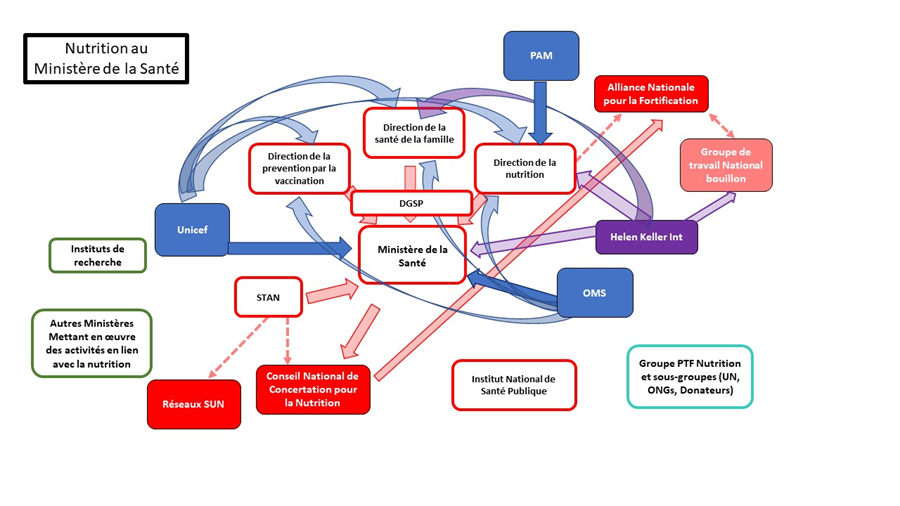 Nutrition au
Ministère de la Santé
PAM
Alliance Nationale
pour la Fortification
Direction de la
santé de la famille
Direction de la
prevention par la
vaccination
Direction de la
nutrition
Groupe de
travail National
bouillon
DGSP
Unicef
Helen Keller Int
Instituts de
recherche
Ministère de la
Santé
OMS
STAN
Autres Ministères
Mettant en œuvre
des activités en lien
avec la nutrition
Conseil National de
Concertation pour
la Nutrition
Institut National de
Santé Publique
Groupe PTF Nutrition
et sous-groupes (UN,
ONGs, Donateurs)
Réseaux SUN